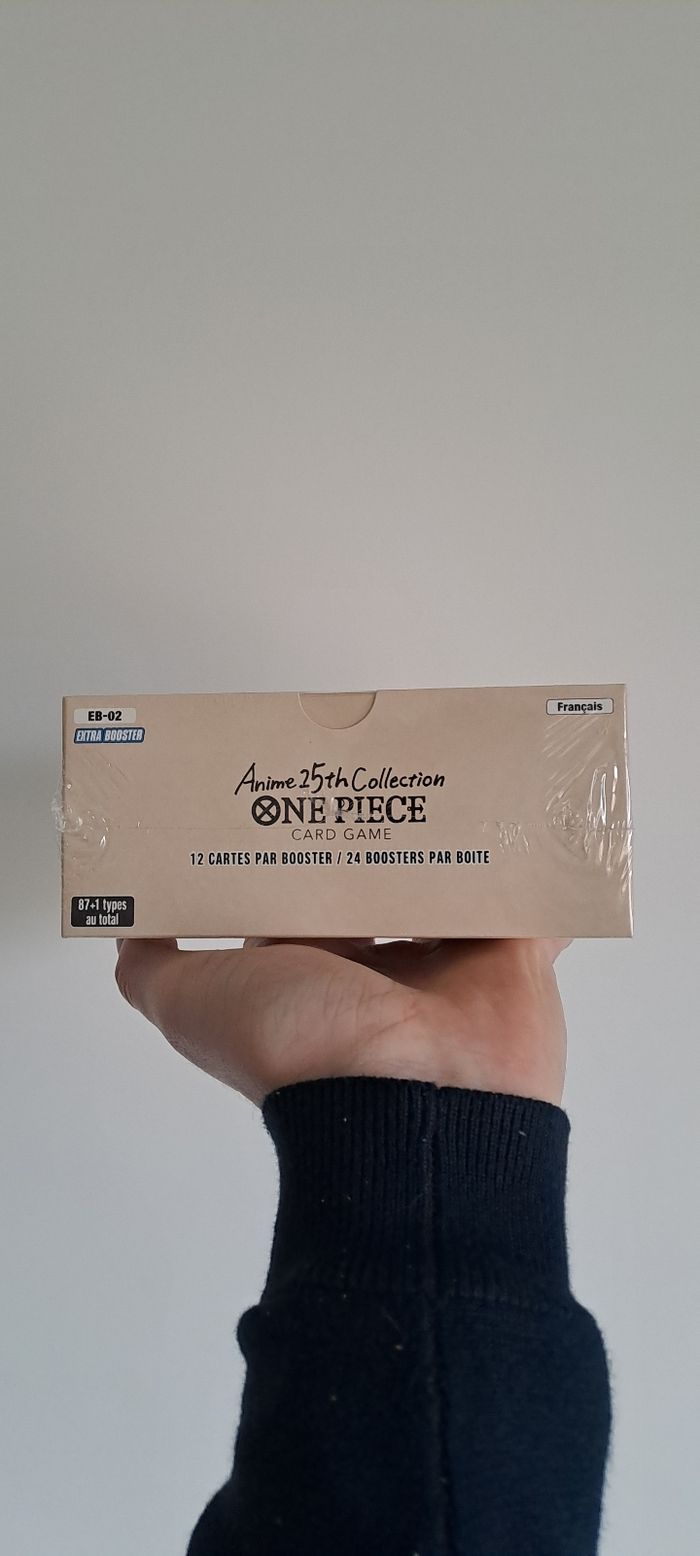 EB-02
Français
EXTRA BOOSTER
Anime 25th Collection
ONE PIECE
CARD GAME
12 CARTES PAR BOOSTER / 24 BOOSTERS PAR BOITE
87+1 types
au total